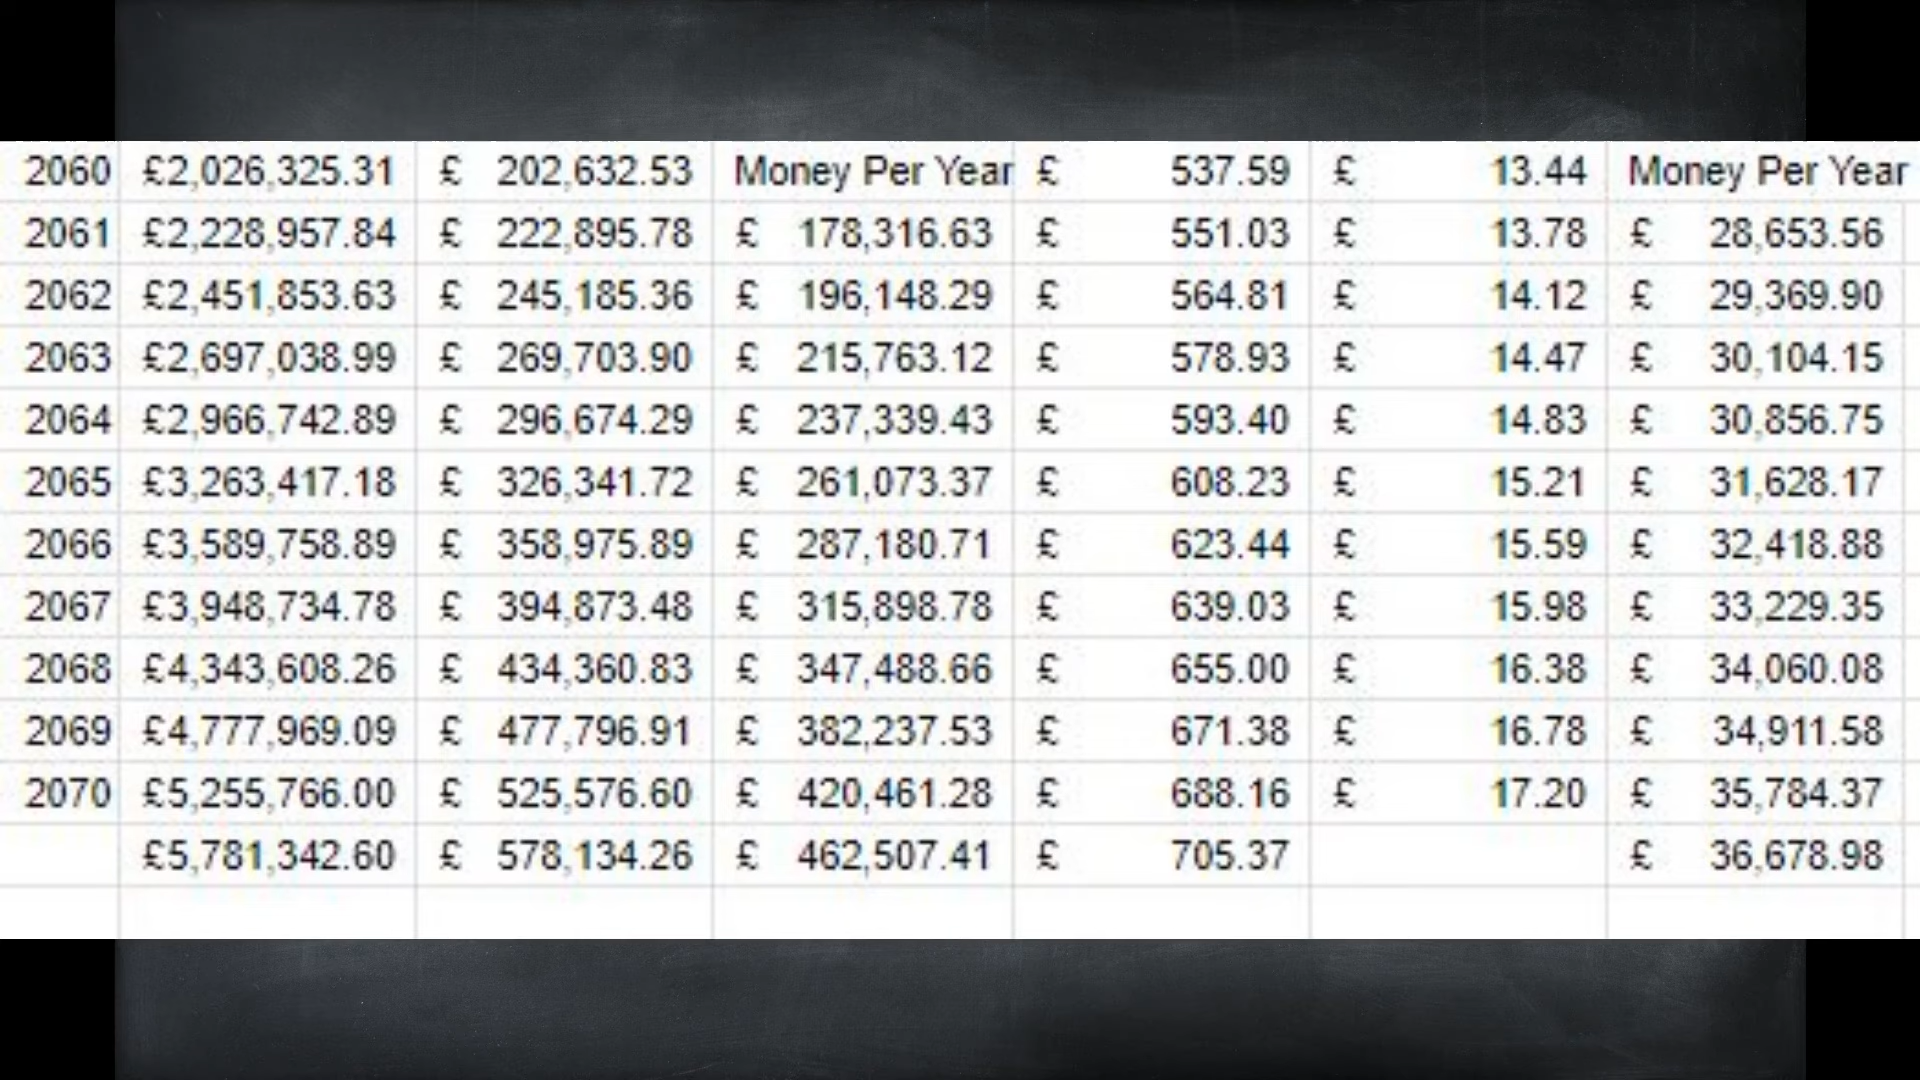 2060 £2,026,325.31 £ 202,632.53 Money Per Year £ 537.59 £ 13.44 Money Per Year
2061 £2,228,957.84 £ 222,895.78 £ 178,316.63 £ 551.03 £ 13.78 £ 28,653.56
2062 £2,451,853.63 £ 245,185.36 £ 196,148.29 £ 564.81 £ 14.12 £ 29,369.90
2063 £2,697,038.99 £ 269,703.90 £ 215,763.12 £ 578.93 £ 14.47 £ 30,104.15
2064 £2,966,742.89 £ 296,674.29 £ 237,339.43 £ 593.40 £ 14.83 £ 30,856.75
2065 £3,263,417.18 £ 326,341.72 £ 261,073.37 £ 608.23 £ 15.21 £ 31,628.17
2066 £3,589,758.89 £ 358,975.89 £ 287,180.71 £ 623.44 £ 15.59 £ 32,418.88
2067 £3,948,734.78 £ 394,873.48 £ 315,898.78 £ 639.03 £ 15.98 £ 33,229.35
2068 £4,343,608.26 £ 434,360.83 £ 347,488.66 £ 655.00 £ 16.38 £ 34,060.08
2069 £4,777,969.09 £ 477,796.91 £ 382,237.53 £ 671.38 £ 16.78 £ 34,911.58
2070 £5,255,766.00 £ 525,576.60 £ 420,461.28 £ 688.16 £ 17.20 £ 35,784.37
£5,781,342.60 £ 578,134.26 £ 462,507.41 £ 705.37 £ 36,678.98